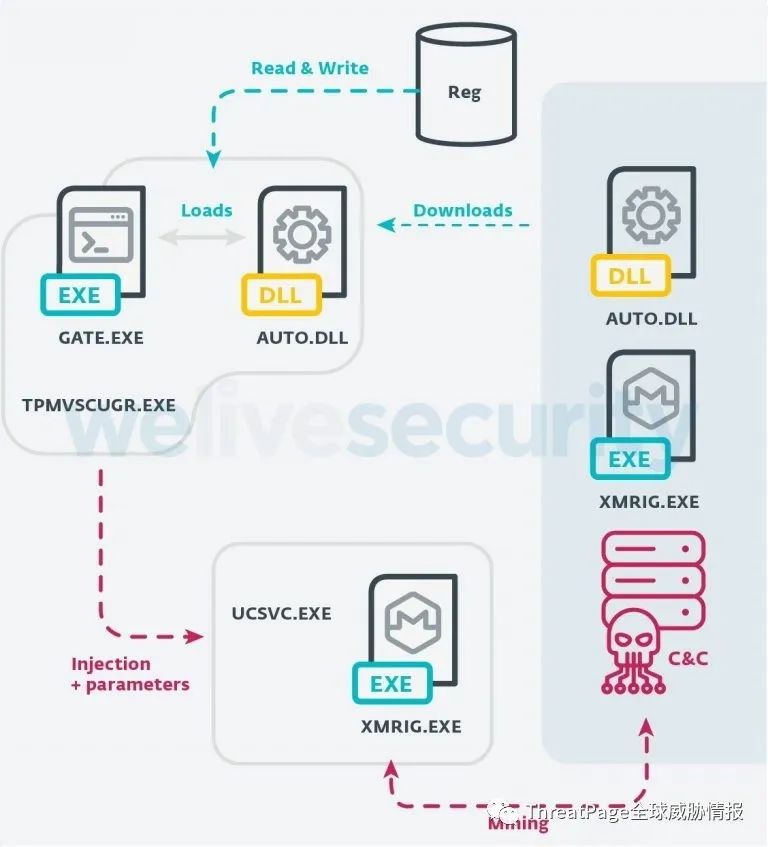 Read & Write
Reg
Loads
Downloads
EXE
DLL
GATE.EXE
AUTO.DLL
TPMVSCUGR.EXE
DLL
AUTO.DLL
EXE
XMRIG.EXE
welivesecurity
UCSVC.EXE
EXE
XMRIG.EXE
Injection
+ parameters
C&C
Mining
ThreatPage全球威胁情报